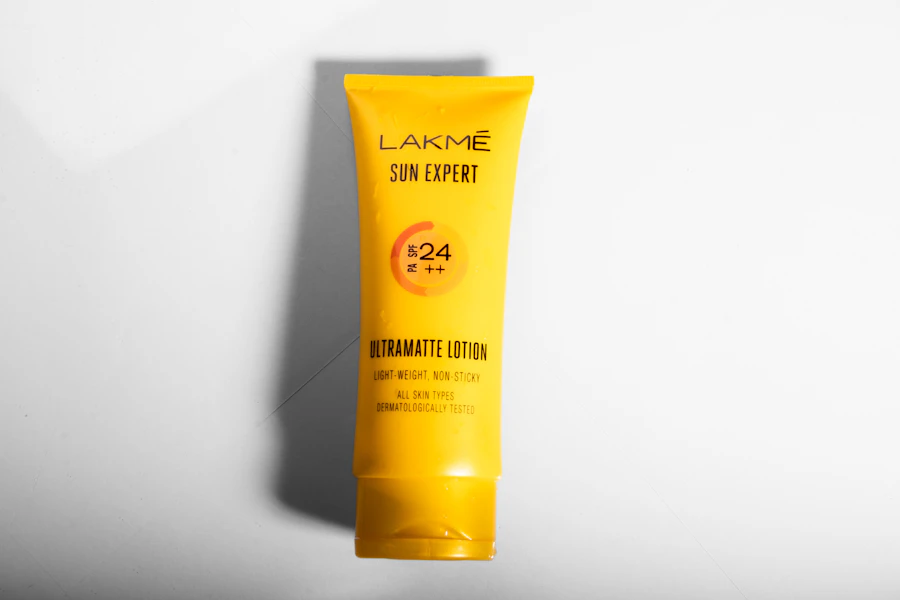 LAKMÉ
SUN EXPERT
SPF 24
PA ++
ULTRAMATTE LOTION
LIGHT-WEIGHT, NON-STICKY
ALL SKIN TYPES
DERMATOLOGICALLY TESTED